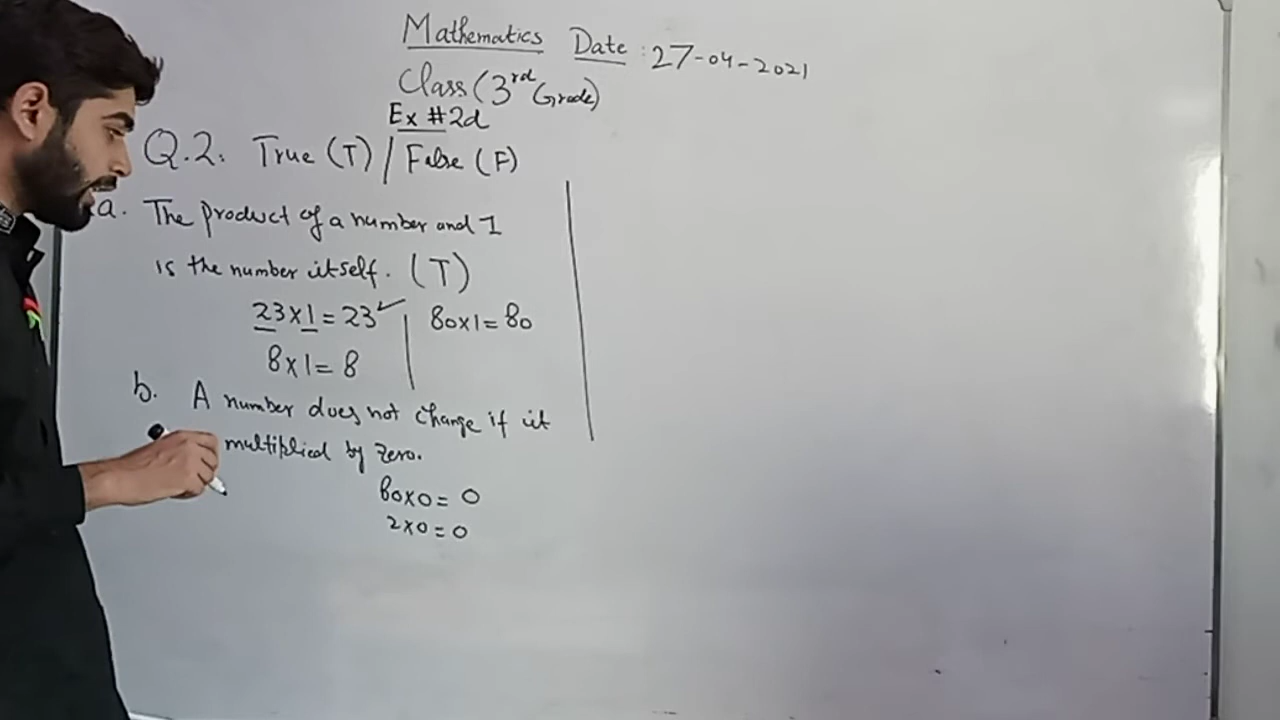 Mathematics Date : 27-04-2021
Class (3rd Grade)
Ex #2d
Q.2. True (T) / False (F)
a. The product of a number and 1
is the number itself. (T)
23x1=23✓ 80x1=80
8x1=8
b. A number does not change if it
multiplied by zero.
80x0=0
2x0=0